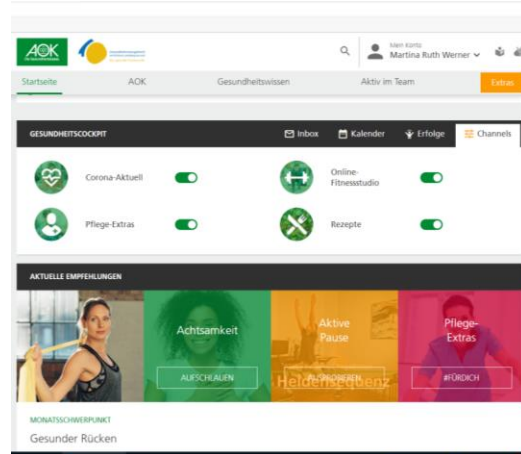 AOK
Mein Konto
Martina Ruth Werner
Startseite
AOK
Gesundheitswissen
Aktiv im Team
Extras
GESUNDHEITSCOCKPIT
Inbox
Kalender
Erfolge
Channels
Corona-Aktuell
Online-
Fitnessstudio
Pflege-Extras
Rezepte
AKTUELLE EMPFEHLUNGEN
Achtsamkeit
AUFSCHLAUEN
Aktive
Pause
AUSPROBIEREN
Heldensequenz
Pflege-
Extras
#FÜRDICH
MONATSSCHWERPUNKT
Gesunder Rücken